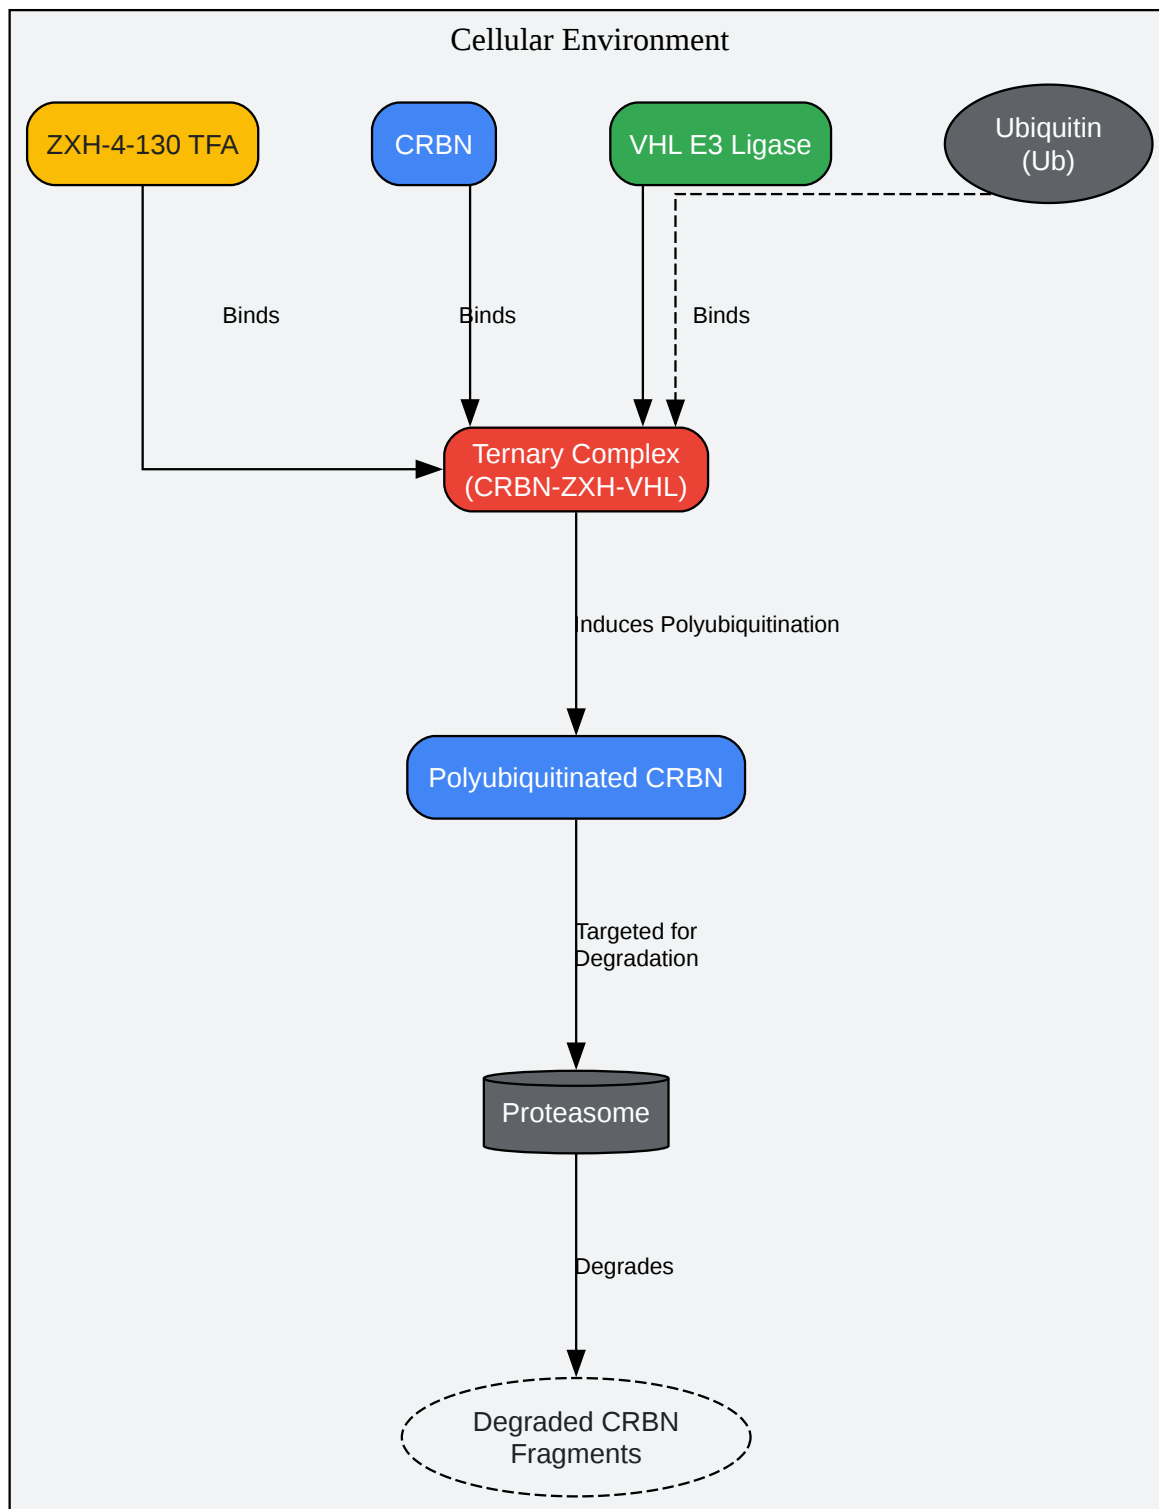 Cellular Environment
ZXH-4-130 TFA
CRBN
VHL E3 Ligase
Ubiquitin
(Ub)
Binds
Binds
Binds
Ternary Complex
(CRBN-ZXH-VHL)
Induces Polyubiquitination
Polyubiquitinated CRBN
Targeted for
Degradation
Proteasome
Degrades
Degraded CRBN
Fragments